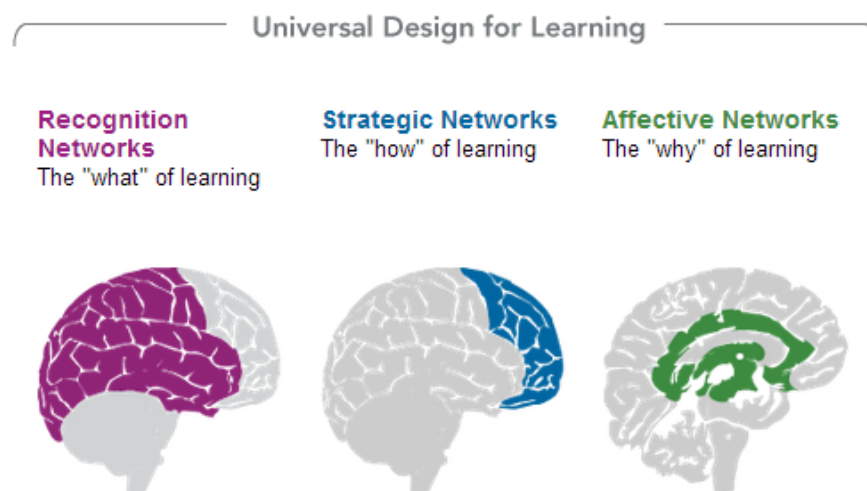 Universal Design for Learning
Recognition
Networks
The "what" of learning
Strategic Networks
The "how" of learning
Affective Networks
The "why" of learning